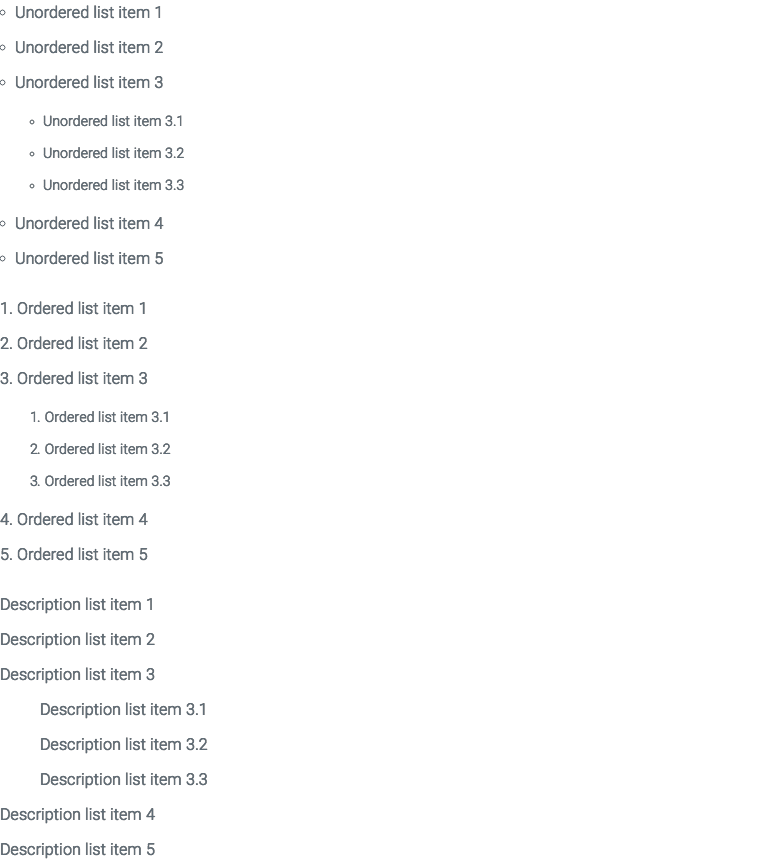 ◦ Unordered list item 1
◦ Unordered list item 2
◦ Unordered list item 3
◦ Unordered list item 3.1
◦ Unordered list item 3.2
◦ Unordered list item 3.3
◦ Unordered list item 4
◦ Unordered list item 5
1. Ordered list item 1
2. Ordered list item 2
3. Ordered list item 3
1. Ordered list item 3.1
2. Ordered list item 3.2
3. Ordered list item 3.3
4. Ordered list item 4
5. Ordered list item 5
Description list item 1
Description list item 2
Description list item 3
Description list item 3.1
Description list item 3.2
Description list item 3.3
Description list item 4
Description list item 5